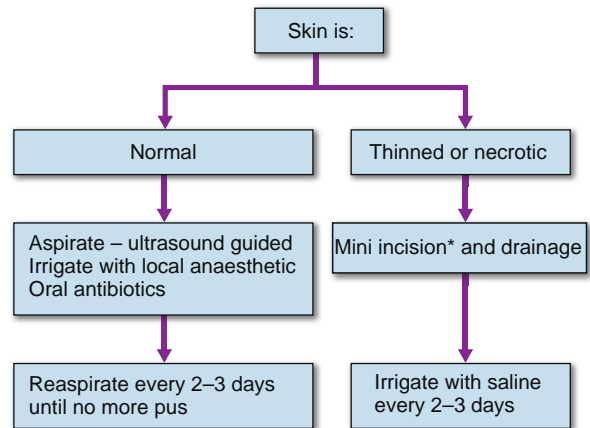 Skin is:
Normal
Thinned or necrotic
Aspirate – ultrasound guided
Irrigate with local anaesthetic
Oral antibiotics
Mini incision* and drainage
Reaspirate every 2–3 days
until no more pus
Irrigate with saline
every 2–3 days